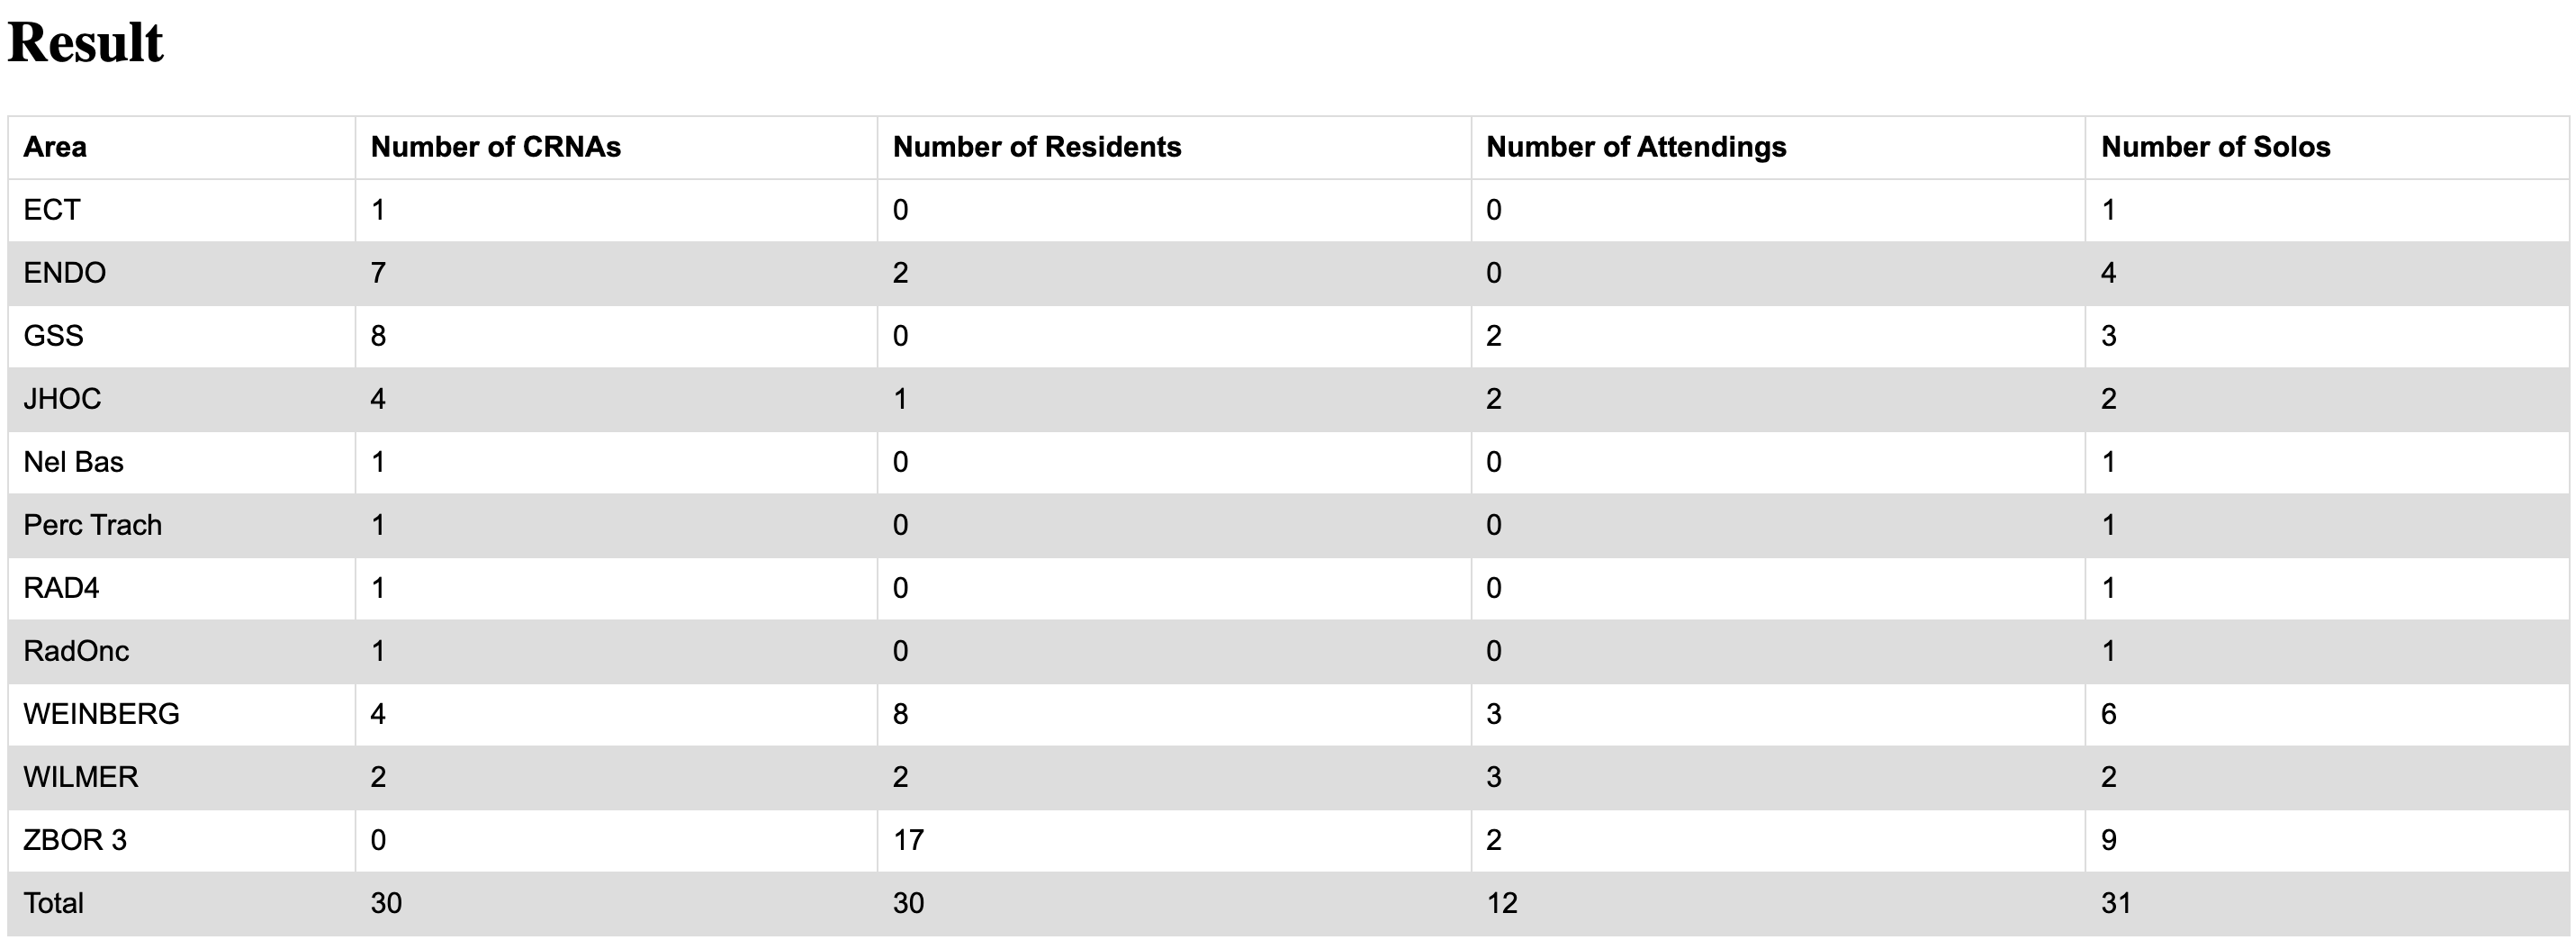 Result
Area Number of CRNAs Number of Residents Number of Attendings Number of Solos
ECT 1 0 0 1
ENDO 7 2 0 4
GSS 8 0 2 3
JHOC 4 1 2 2
Nel Bas 1 0 0 1
Perc Trach 1 0 0 1
RAD4 1 0 0 1
RadOnc 1 0 0 1
WEINBERG 4 8 3 6
WILMER 2 2 3 2
ZBOR 3 0 17 2 9
Total 30 30 12 31